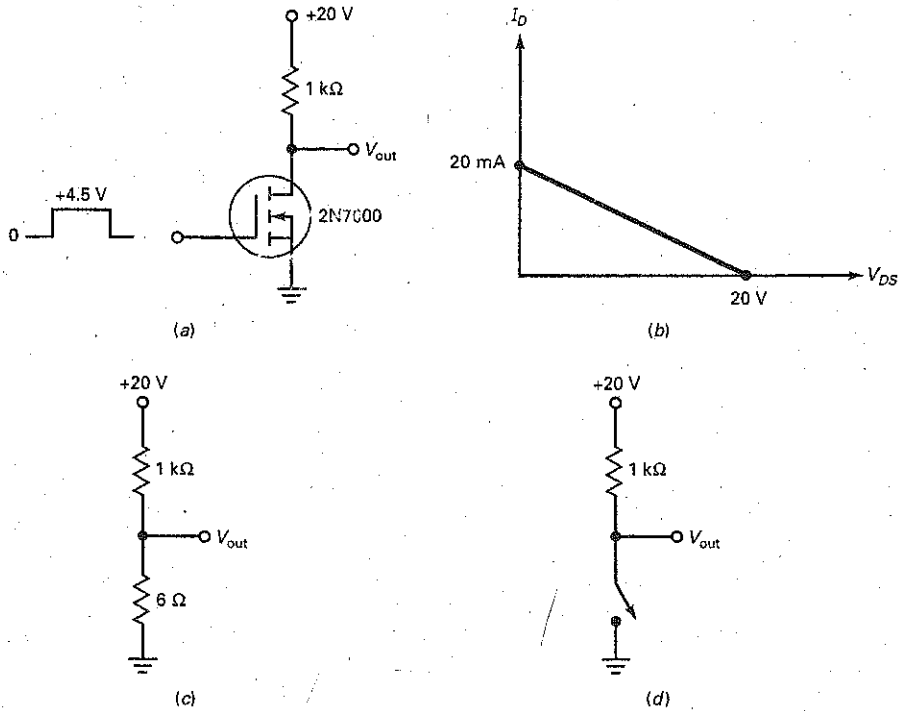 +20 V
1 kΩ
V_out
+4.5 V
0
2N7000
(a)
I_D
20 mA
20 V
V_DS
(b)
+20 V
1 kΩ
V_out
6 Ω
(c)
+20 V
1 kΩ
V_out
(d)